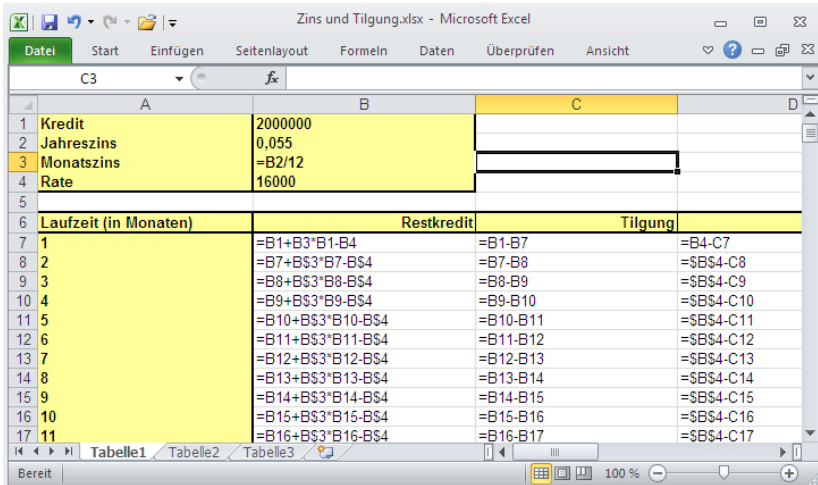 Zins und Tilgung.xlsx - Microsoft Excel
Datei Start Einfügen Seitenlayout Formeln Daten Überprüfen Ansicht
C3 fx
A B C D
1 Kredit 2000000
2 Jahreszins 0,055
3 Monatszins =B2/12
4 Rate 16000
5
6 Laufzeit (in Monaten) Restkredit Tilgung
7 1 =B1+B3*B1-B4 =B1-B7 =B4-C7
8 2 =B7+B$3*B7-B$4 =B7-B8 =$B$4-C8
9 3 =B8+B$3*B8-B$4 =B8-B9 =$B$4-C9
10 4 =B9+B$3*B9-B$4 =B9-B10 =$B$4-C10
11 5 =B10+B$3*B10-B$4 =B10-B11 =$B$4-C11
12 6 =B11+B$3*B11-B$4 =B11-B12 =$B$4-C12
13 7 =B12+B$3*B12-B$4 =B12-B13 =$B$4-C13
14 8 =B13+B$3*B13-B$4 =B13-B14 =$B$4-C14
15 9 =B14+B$3*B14-B$4 =B14-B15 =$B$4-C15
16 10 =B15+B$3*B15-B$4 =B15-B16 =$B$4-C16
17 11 =B16+B$3*B16-B$4 =B16-B17 =$B$4-C17
Tabelle1 Tabelle2 Tabelle3
Bereit 100 %